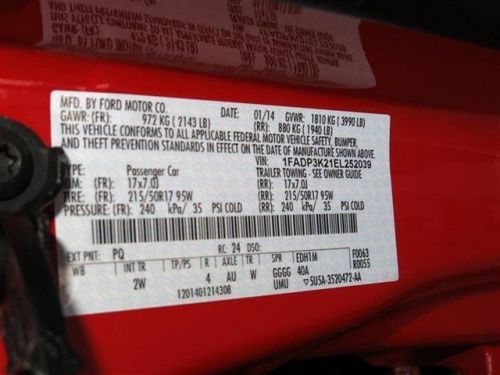 MFD. BY FORD MOTOR CO.
DATE: 01/14 GVWR: 1810 KG ( 3990 LB)
GAWR: (FR): 972 KG ( 2143 LB) (RR): 880 KG ( 1940 LB)
THIS VEHICLE CONFORMS TO ALL APPLICABLE FEDERAL MOTOR VEHICLE SAFETY, BUMPER,
AND THEFT PREVENTION STANDARDS IN EFFECT ON THE DATE OF MANUFACTURE SHOWN ABOVE.
VIN: 1FADP3K21EL252039
TYPE: Passenger Car TRAILER TOWING - SEE OWNER GUIDE
RIM: (FR): 17x7.0J (RR): 17x7.0J
TIRE: (FR): 215/50R17 95W (RR): 215/50R17 95W
PRESSURE: (FR): 240 kPa/ 35 PSI COLD (RR): 240 kPa/ 35 PSI COLD
EXT PNT: PQ RC: 24 DSO:
WB INT TR TP/PS R AXLE TR SPR EDH1M F0063
2W 4 AU W GGGG 40A R0055
1201401214308 UMU SU5A-3520472-AA